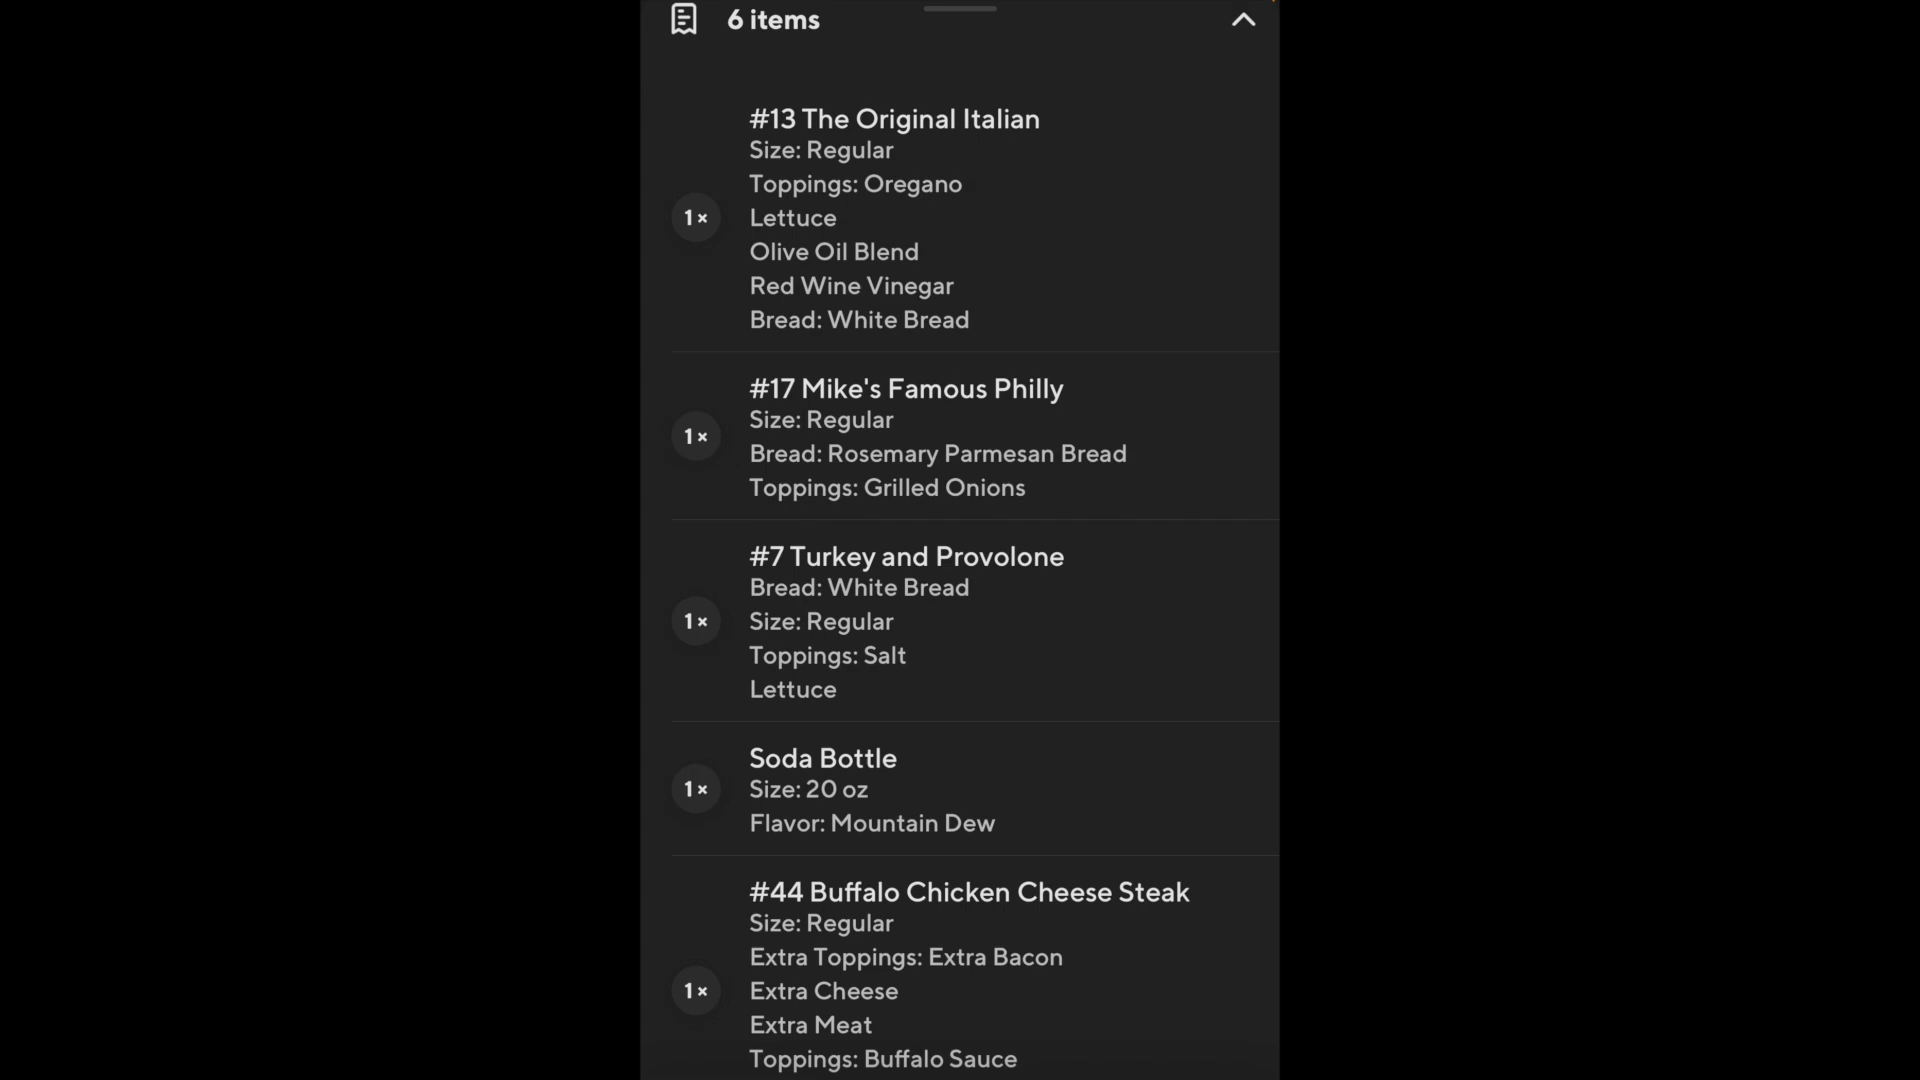 6 items
#13 The Original Italian
Size: Regular
Toppings: Oregano
Lettuce
1×
Olive Oil Blend
Red Wine Vinegar
Bread: White Bread
#17 Mike's Famous Philly
Size: Regular
1×
Bread: Rosemary Parmesan Bread
Toppings: Grilled Onions
#7 Turkey and Provolone
Bread: White Bread
1×
Size: Regular
Toppings: Salt
Lettuce
Soda Bottle
1×
Size: 20 oz
Flavor: Mountain Dew
#44 Buffalo Chicken Cheese Steak
Size: Regular
Extra Toppings: Extra Bacon
1×
Extra Cheese
Extra Meat
Toppings: Buffalo Sauce